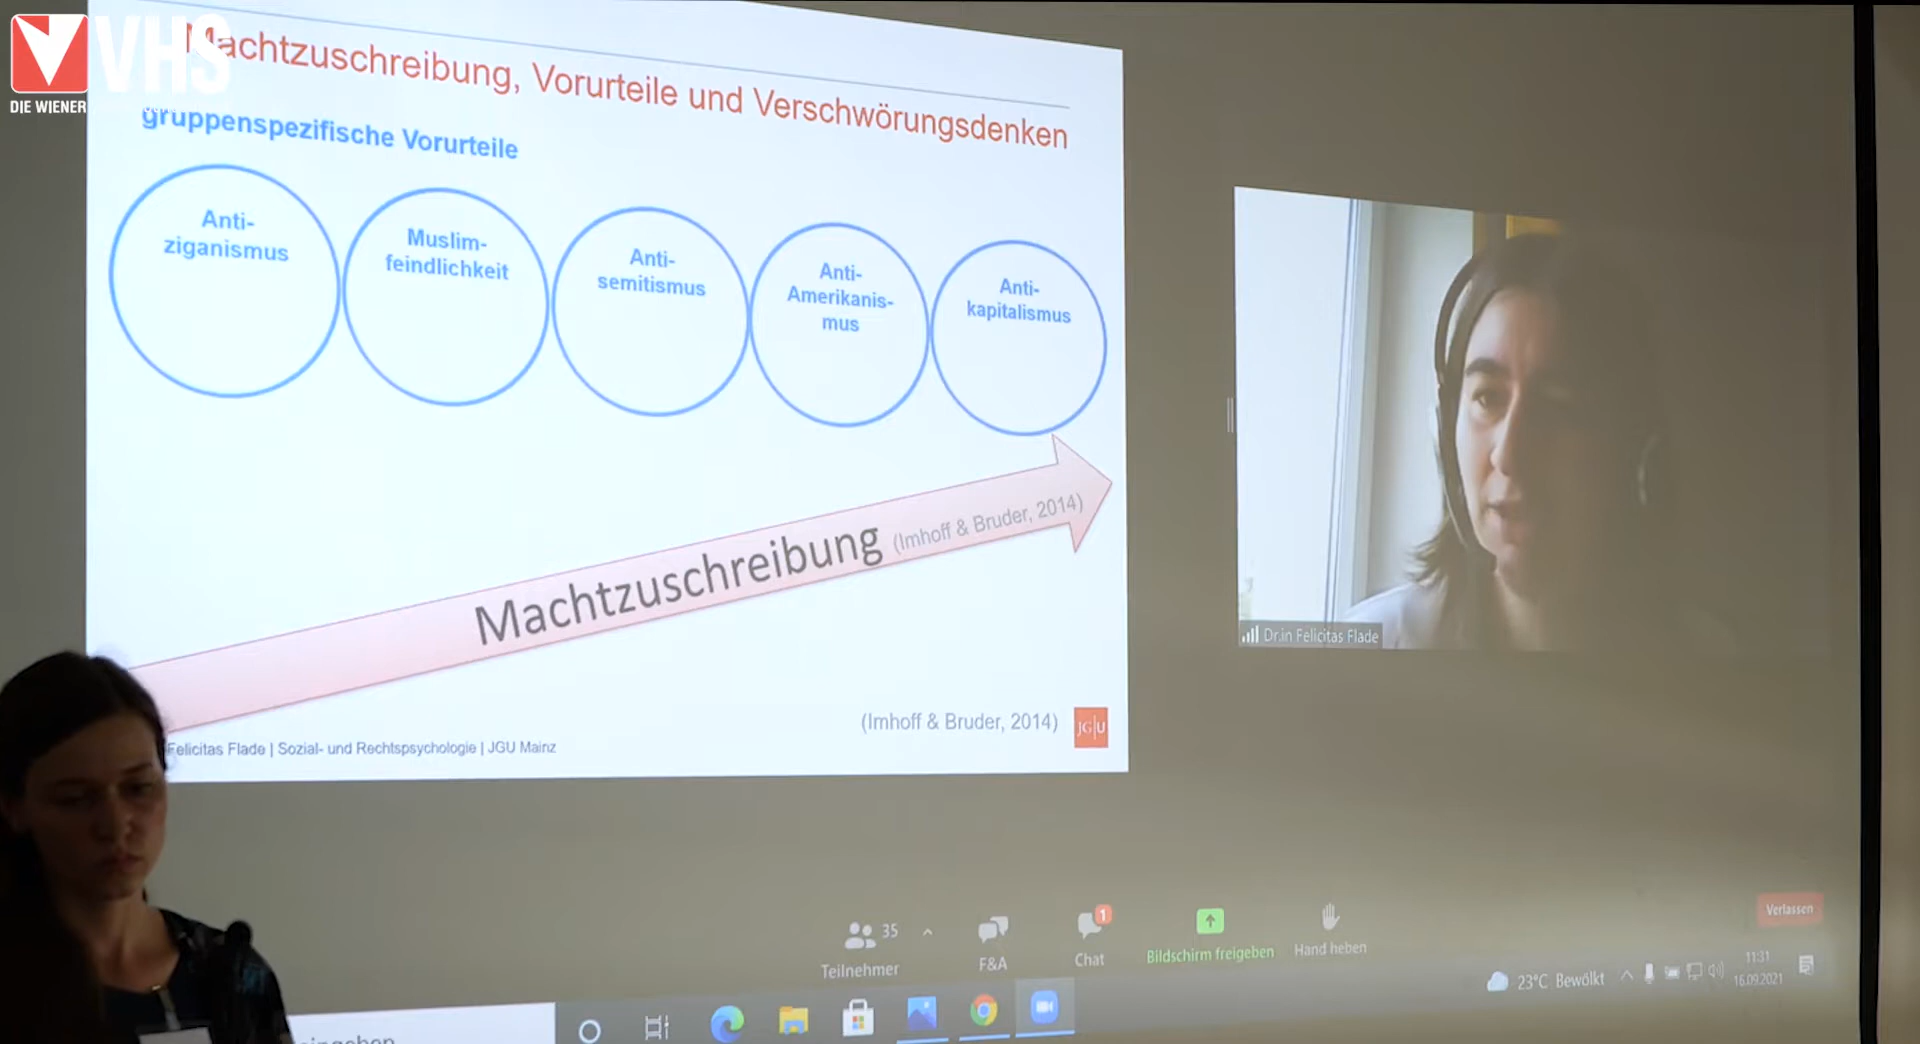 VHS
DIE WIENER
Machtzuschreibung, Vorurteile und Verschwörungsdenken
gruppenspezifische Vorurteile
Anti-
ziganismus
Muslim-
feindlichkeit
Anti-
semitismus
Anti-
Amerikanis-
mus
Anti-
kapitalismus
Machtzuschreibung (Imhoff & Bruder, 2014)
(Imhoff & Bruder, 2014)
JG|U
Felicitas Flade | Sozial- und Rechtspsychologie | JGU Mainz
Dr.in Felicitas Flade
35
Teilnehmer
F&A
1
Chat
Bildschirm freigeben
Hand heben
Verlassen
23°C Bewölkt
11:31
16.09.2021